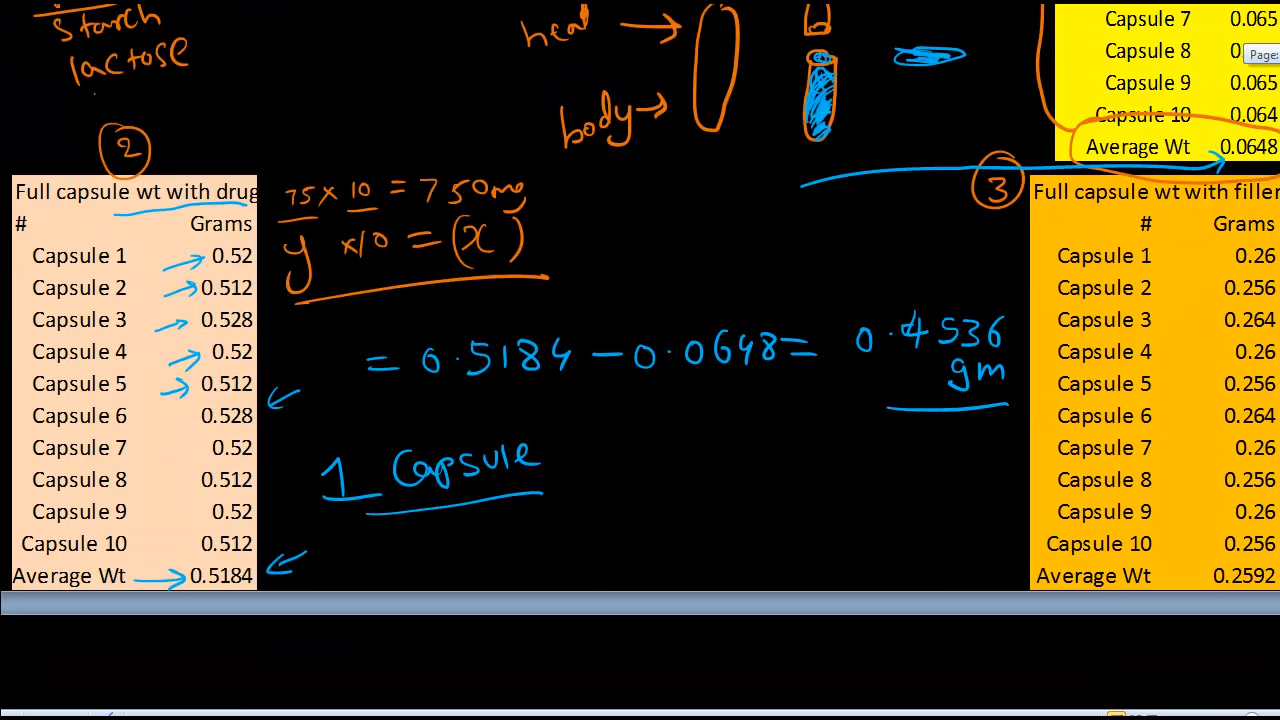 starch
lactose
head
body
Capsule 7 0.065
Capsule 8 0.
Page:
Capsule 9 0.065
Capsule 10 0.064
Average Wt 0.0648
2
Full capsule wt with drug
# Grams
Capsule 1 0.52
Capsule 2 0.512
Capsule 3 0.528
Capsule 4 0.52
Capsule 5 0.512
Capsule 6 0.528
Capsule 7 0.52
Capsule 8 0.512
Capsule 9 0.52
Capsule 10 0.512
Average Wt 0.5184
75 x 10 = 750mg
y x10 = (x)
= 0.5184 - 0.0648 = 0.4536
gm
1 Capsule
3
Full capsule wt with filler
# Grams
Capsule 1 0.26
Capsule 2 0.256
Capsule 3 0.264
Capsule 4 0.26
Capsule 5 0.256
Capsule 6 0.264
Capsule 7 0.26
Capsule 8 0.256
Capsule 9 0.26
Capsule 10 0.256
Average Wt 0.2592